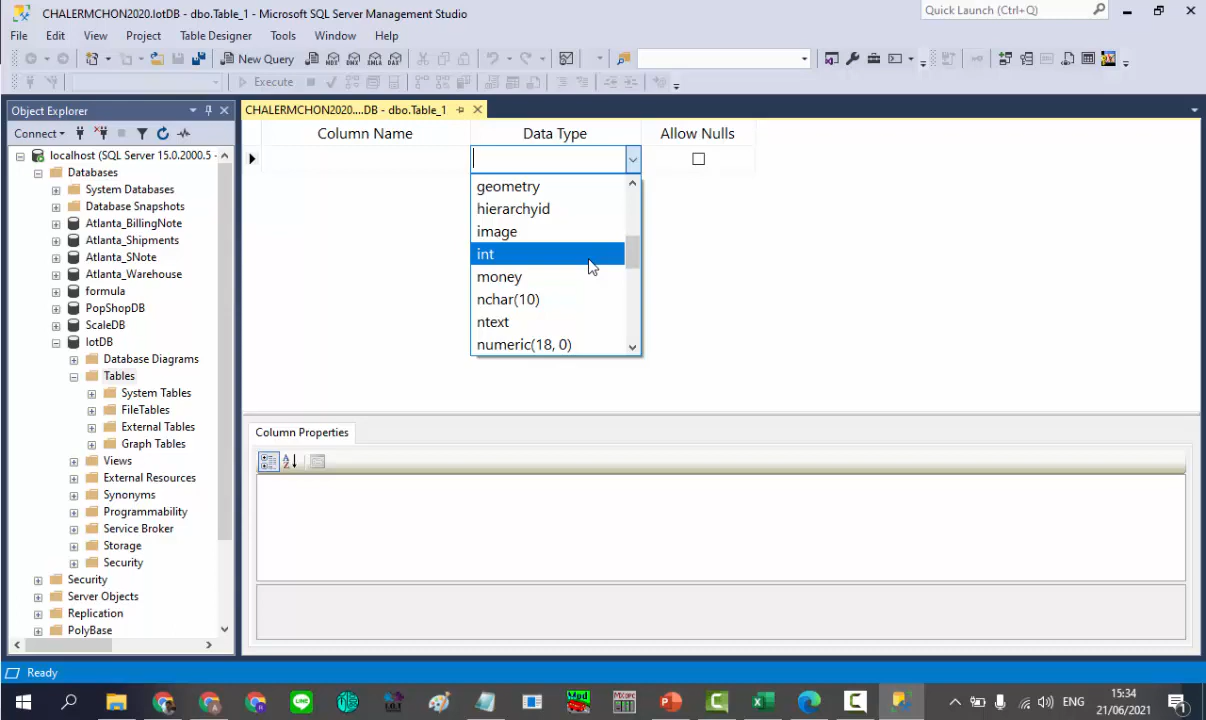 CHALERMCHON2020.IotDB - dbo.Table_1 - Microsoft SQL Server Management Studio
Quick Launch (Ctrl+Q)
File Edit View Project Table Designer Tools Window Help
New Query
Execute
Object Explorer
CHALERMCHON2020....DB - dbo.Table_1
Connect
Column Name Data Type Allow Nulls
localhost (SQL Server 15.0.2000.5 -
Databases
System Databases
Database Snapshots
Atlanta_BillingNote
Atlanta_Shipments
Atlanta_SNote
Atlanta_Warehouse
formula
PopShopDB
ScaleDB
IotDB
Database Diagrams
Tables
System Tables
FileTables
External Tables
Graph Tables
Views
External Resources
Synonyms
Programmability
Service Broker
Storage
Security
Security
Server Objects
Replication
PolyBase
geometry
hierarchyid
image
int
money
nchar(10)
ntext
numeric(18, 0)
Column Properties
Ready
ENG
15:34
21/06/2021